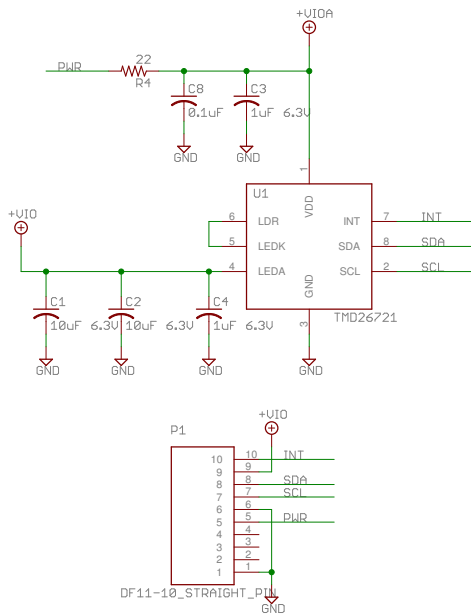 +VIOA
PWR
22
R4
C8
0.1uF
C3
1uF 6.3V
GND
GND
1
U1
VDD
+VIO
6 LDR
INT 7 INT
5 LEDK
SDA 8 SDA
4 LEDA
SCL 2 SCL
GND
3
TMD26721
C1
10uF 6.3V
C2
10uF 6.3V
C4
1uF 6.3V
GND
GND
GND
GND
+VIO
P1
10 10 INT
9 9
8 8 SDA
7 7 SCL
6 6
5 5 PWR
4 4
3 3
2 2
1 1
DF11-10_STRAIGHT_PIN
GND